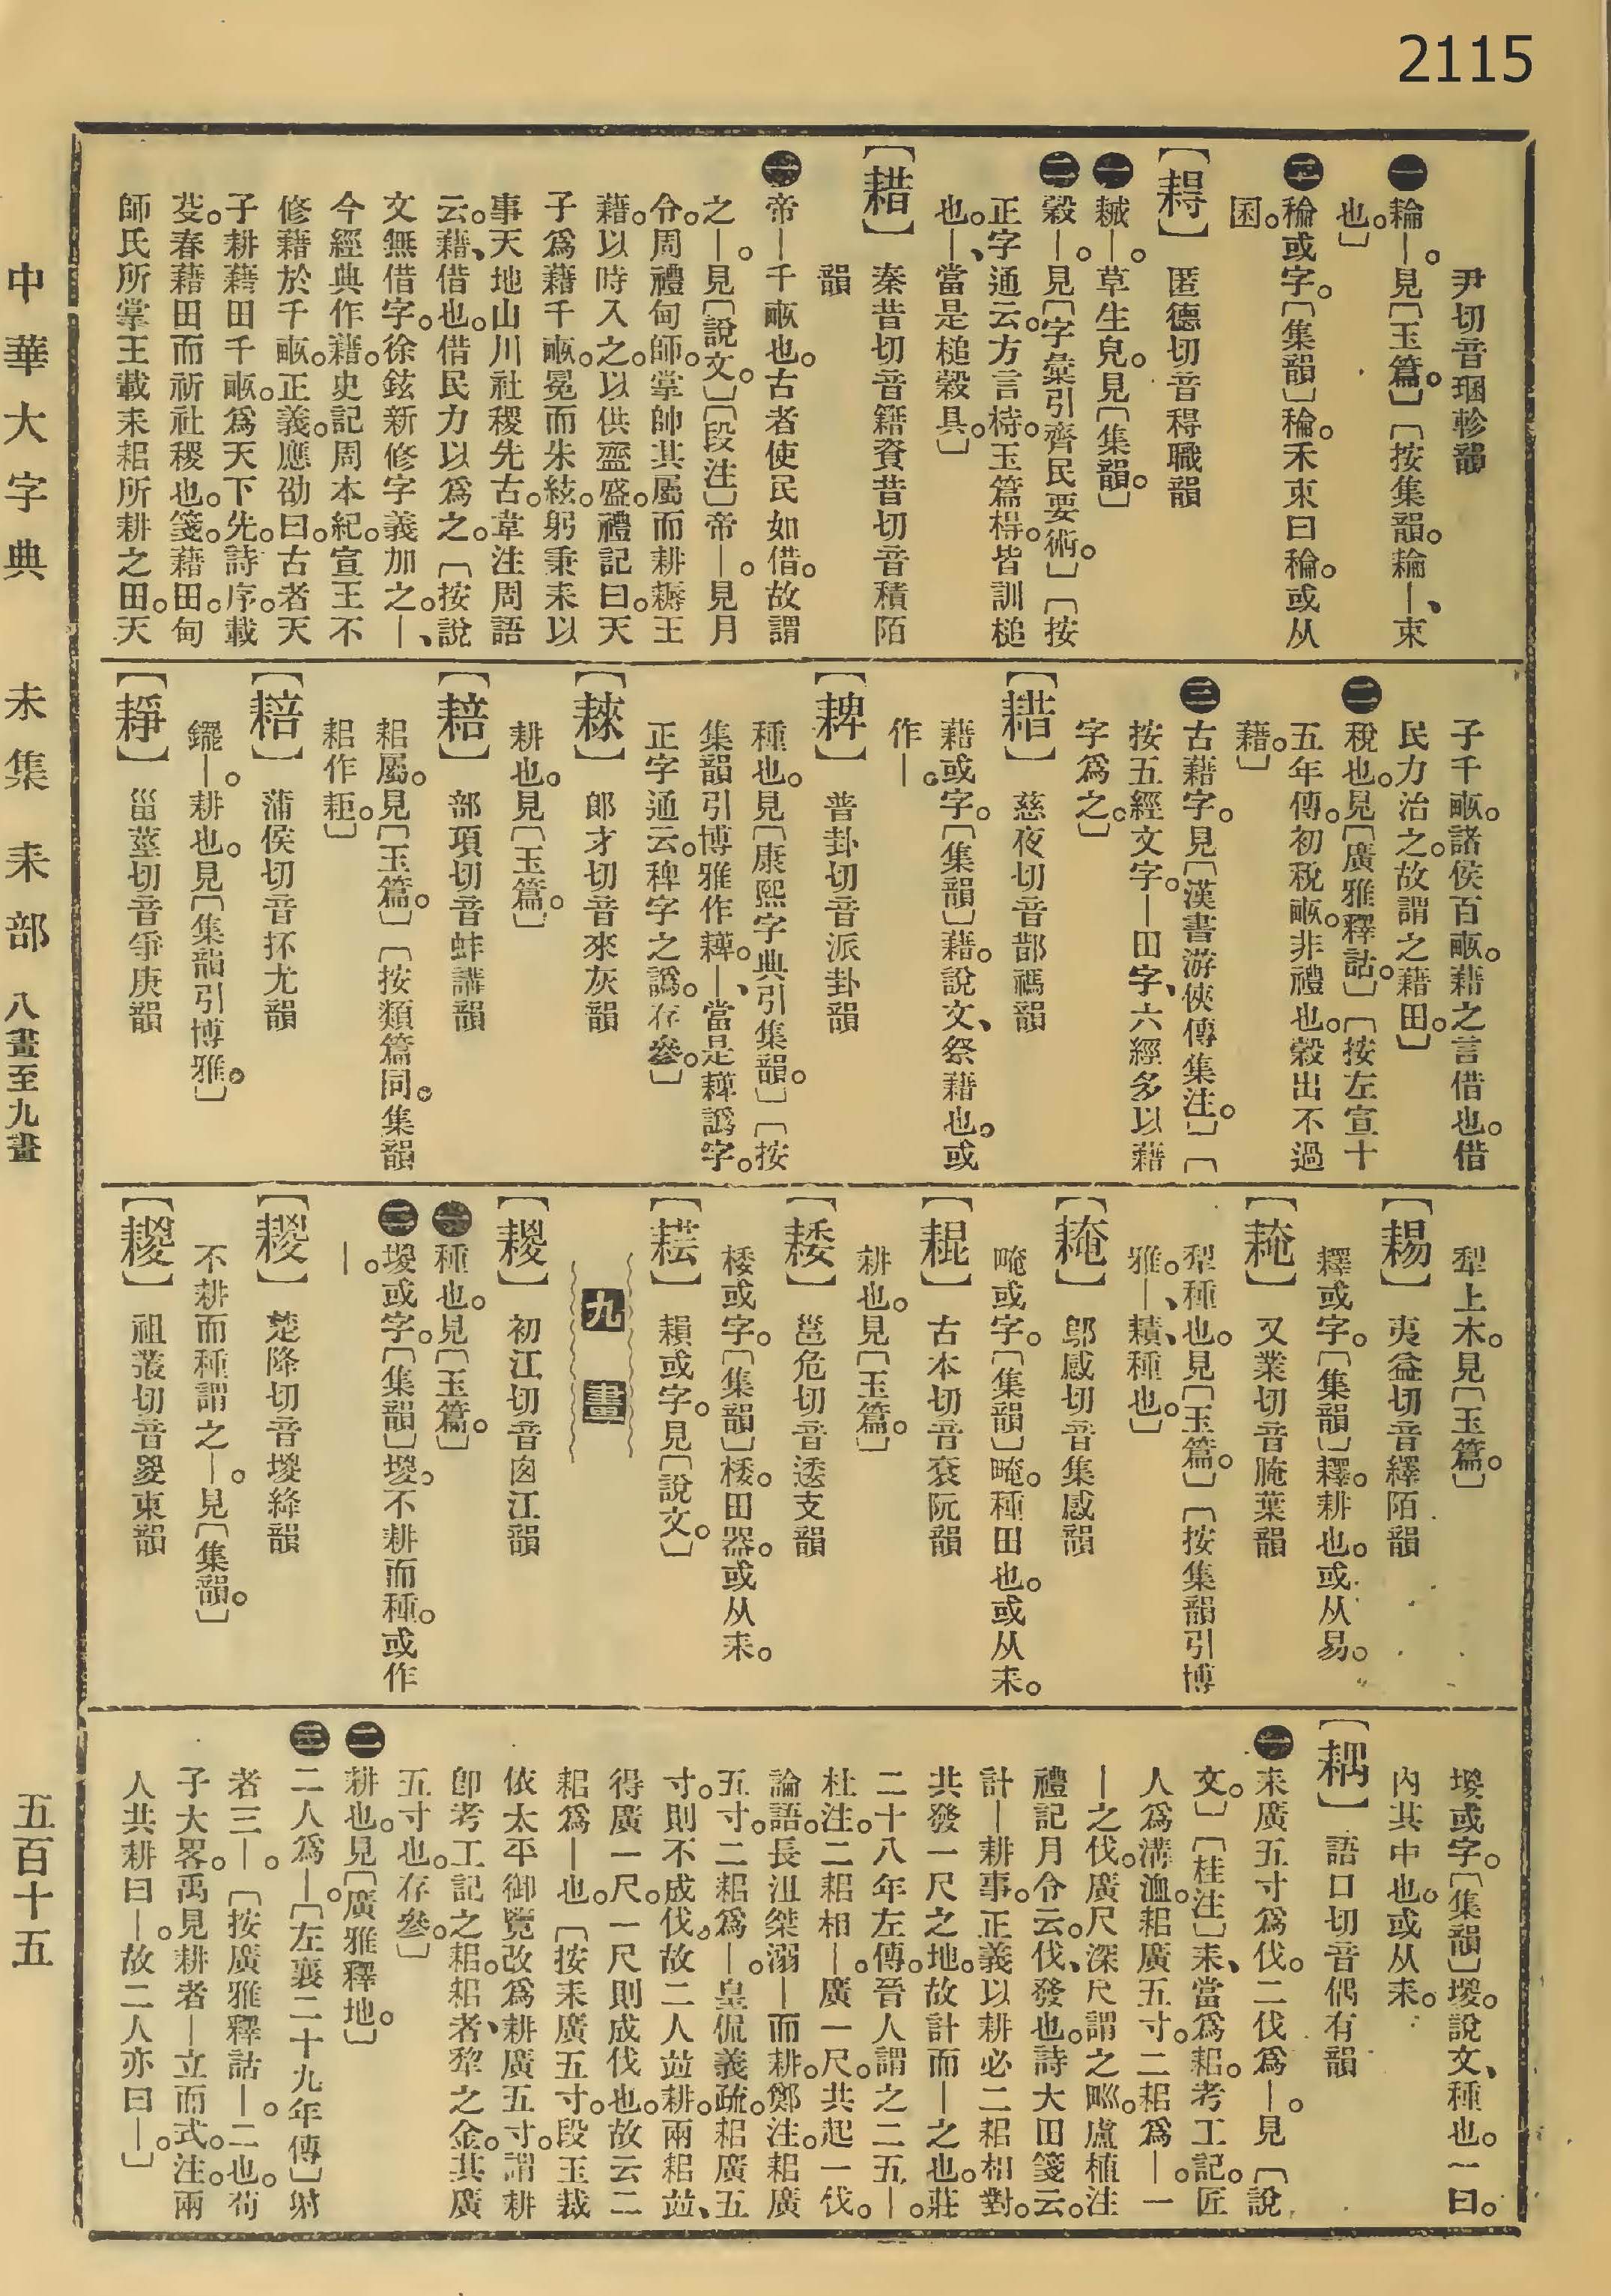 2115
尹切音稇軫韻
㊀耣—。見〔玉篇。〕〔按集韻。耣—、束
也。〕
㊁稐或字。〔集韻〕稐。禾束曰稐。或从
囷。
〔䙷〕匿德切音䙷職韻
㊀耫—。草生皃。見〔集韻。〕
㊁穀—。見〔字彙引齊民要術。〕〔按
正字通云。方言㭙。玉篇棏。皆訓槌
也。—、當是槌穀具。〕
〔耤〕秦昔切音籍資昔切音積陌
韻
㊀帝—千畝也。古者使民如借。故謂
之—。見〔說文。〕〔段注〕帝—。見月
令。周禮甸師。掌帥其屬而耕耨王
藉。以時入之。以供齍盛。禮記曰。天
子爲藉千畝。冕而朱紘。躬秉耒以
事天地山川社稷先古。韋注周語
云。藉、借也。借民力以爲之。〔按說
文無借字。徐鉉新修字義加之。—、
今經典作藉。史記周本紀。宣王不
修藉於千畝。正義。應劭曰。古者天
子耕藉田千畝。爲天下先。詩序。載
芟。春藉田而祈社稷也。箋。藉田。甸
師氏所掌。王載耒耜所耕之田。天
子千畝。諸侯百畝。藉之言借也。借
民力治之。故謂之藉田。〕
㊁稅也。見〔廣雅釋詁。〕〔按左宣十
五年傳。初稅畝。非禮也。穀出不過
藉。〕
㊂古藉字。見〔漢書游俠傳集注。〕〔
按五經文字。—田字、六經多以藉
字爲之。〕
〔耤〕慈夜切音䣜禡韻
藉或字。〔集韻〕藉。說文、祭藉也。或
作—。
〔䎱〕普卦切音派卦韻
種也。見〔康熙字典引集韻。〕〔按
集韻引博雅作䎱。—、當是䎱譌字。
正字通云。稗字之譌。存參。〕
〔䅘〕郎才切音來灰韻
耕也。見〔玉篇。〕
〔䎧〕部項切音蚌講韻
耜屬。見〔玉篇。〕〔按類篇同。集韻
耜作耟。〕
〔䎧〕蒲侯切音抔尤韻
鑼—。耕也。見〔集韻引博雅。〕
〔䎫〕甾莖切音爭庚韻
犁上木。見〔玉篇。〕
〔䎬〕夷益切音繹陌韻
䆁或字。〔集韻〕䆁。耕也。或从易。
〔䎨〕又業切音腌葉韻
犁種也。見〔玉篇。〕〔按集韻引博
雅。—、䎩、種也。〕
〔䎨〕鄔感切音集感韻
㽢或字。〔集韻〕㽢。種田也。或从耒。
〔䎭〕古本切音袞阮韻
耕也。見〔玉篇。〕
〔䎪〕邕危切音逶支韻
㮃或字。〔集韻〕㮃。田器。或从耒。
〔耺〕頛或字。見〔說文。〕
九畫
〔䎫〕初江切音囪江韻
㊀種也。見〔玉篇。〕
㊁堫或字。〔集韻〕堫。不耕而種。或作
—。
〔䎫〕楚降切音堫絳韻
不耕而種謂之—。見〔集韻。〕
〔䎫〕祖叢切音㚇東韻
堫或字。〔集韻〕堫。說文、種也。一曰。
內其中也。或从耒。
〔耦〕語口切音偶有韻
㊀耒廣五寸爲伐。二伐爲—。見〔說
文。〕〔桂注〕耒、當爲耜。考工記。匠
人爲溝洫。耜廣五寸。二耜爲—。一
—之伐。廣尺深尺謂之畎。盧植注
禮記月令云。伐、發也。詩大田箋云。
計—耕事。正義以耕必二耜相對。
共發一尺之地。故計而—之也。莊
二十八年左傳。晉人謂之二五—。
杜注。二耜相—。廣一尺。共起一伐。
論語。長沮桀溺—而耕。鄭注。耜廣
五寸。二耜爲—。皇侃義疏。耜廣五
寸。則不成伐。故二人竝耕。兩耜竝、
得廣一尺。一尺則成伐也。故云二
耜爲—也。〔按耒廣五寸。段玉裁
依太平御覽改爲耕廣五寸。謂耕
卽考工記之耜。耜者、犂之金。其廣
五寸也。存參。〕
㊁耕也。見〔廣雅釋地。〕
㊂二人爲—。〔左襄二十九年傳〕射
者三—。〔按廣雅釋詁—。二也。荀
子大畧。禹見耕者—立而式。注。兩
人共耕曰—。故二人亦曰—。〕
中華大字典 未集 耒部 八畫至九畫 五百十五